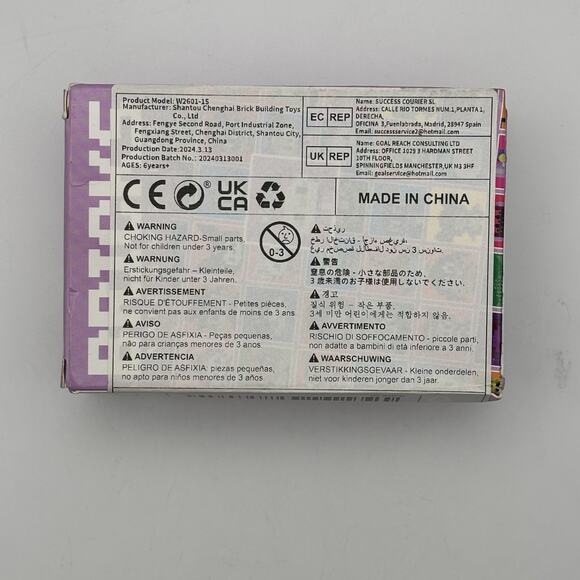 Product Model: W2601-15
Manufacturer: Shantou Chenghai Brick Building Toys
Co., Ltd
Address: Fengye Second Road, Port Industrial Zone,
Fengxiang Street, Chenghai District, Shantou City,
Guangdong Province, China
Production Date: 2024.3.13
Production Batch No.: 20240313001
AGES: 6years+
EC REP
Name: SUCCESS COURIER SL
Address: CALLE RIO TORMES NUM.1,PLANTA 1,
DERECHA,
OFICINA 3,Fuenlabrada, Madrid, 28947 Spain
Email: successservice2@hotmail.com
UK REP
Name: GOAL REACH CONSULTING LTD
Address: OFFICE 1029 3 HARDMAN STREET
10TH FLOOR,
SPINNINGFIELDS MANCHESTER,UK M3 3HF
Email: goalservice@hotmail.com
CE
UK
CA
MADE IN CHINA
WARNING
CHOKING HAZARD-Small parts,
Not for children under 3 years.
0-3
WARNUNG
Erstickungsgefahr – Kleinteile,
nicht für Kinder unter 3 Jahren.
AVERTISSEMENT
RISQUE D'ÉTOUFFEMENT - Petites pièces,
ne convient pas aux enfants de moins de 3 ans.
AVISO
PERIGO DE ASFIXIA - Peças pequenas,
não para crianças menores de 3 anos.
ADVERTENCIA
PELIGRO DE ASFIXIA: piezas pequeñas,
no apto para niños menores de 3 años.
تحذير
خطر الاختناق - أجزاء صغيرة،
غير مخصص للأطفال دون سن 3 سنوات.
警告
窒息の危険 - 小さな部品のため、
3 歳未満のお子様は使用しないでください。
경고
질식 위험 – 작은 부품.
3세 미만 어린이에게는 적합하지 않음
AVVERTIMENTO
RISCHIO DI SOFFOCAMENTO - piccole parti,
non adatte a bambini di età inferiore a 3 anni.
WAARSCHUWING
VERSTIKKINGSGEVAAR - Kleine onderdelen,
niet voor kinderen jonger dan 3 jaar.